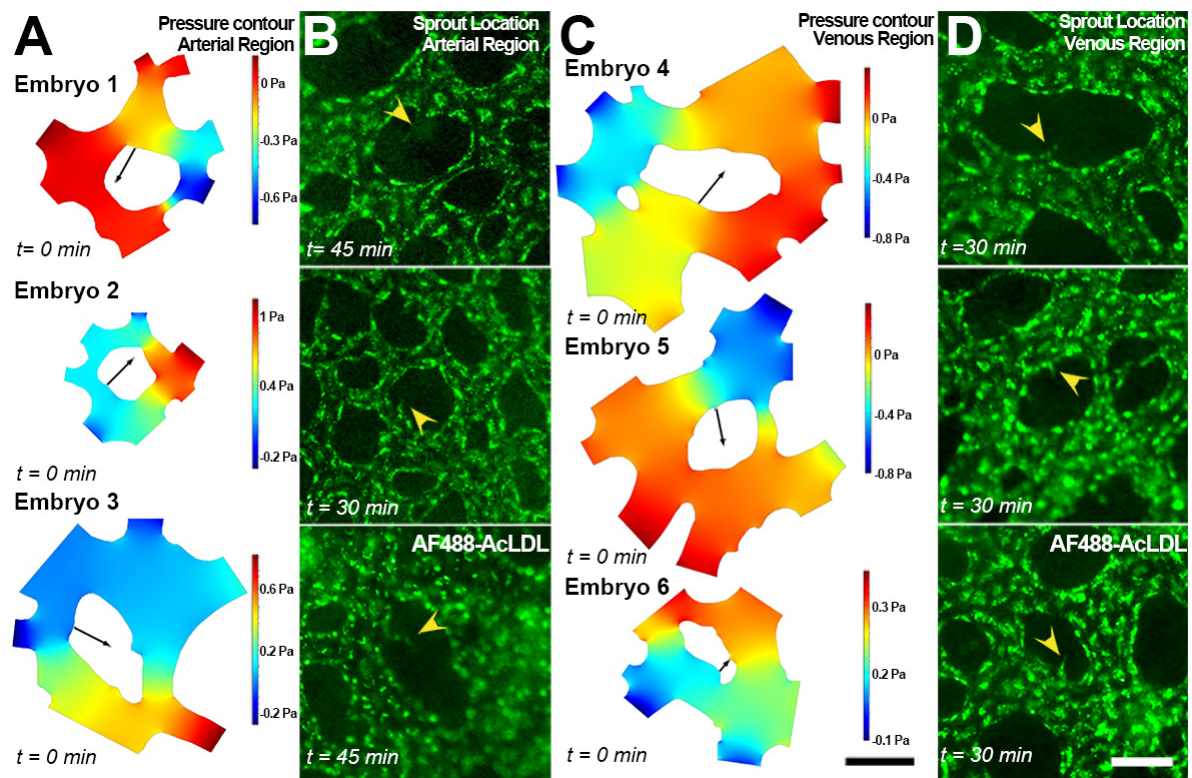 A
Pressure contour
Arterial Region
Embryo 1
0 Pa
-0.3 Pa
-0.6 Pa
t= 0 min
Embryo 2
1 Pa
0.4 Pa
-0.2 Pa
t = 0 min
Embryo 3
0.6 Pa
0.2 Pa
-0.2 Pa
t = 0 min
B
Sprout Location
Arterial Region
t= 45 min
t = 30 min
AF488-AcLDL
t = 45 min
C
Pressure contour
Venous Region
Embryo 4
0 Pa
-0.4 Pa
-0.8 Pa
t = 0 min
Embryo 5
0 Pa
-0.4 Pa
-0.8 Pa
t = 0 min
Embryo 6
0.3 Pa
0.2 Pa
-0.1 Pa
t = 0 min
D
Sprout Location
Venous Region
t =30 min
t = 30 min
AF488-AcLDL
t = 30 min